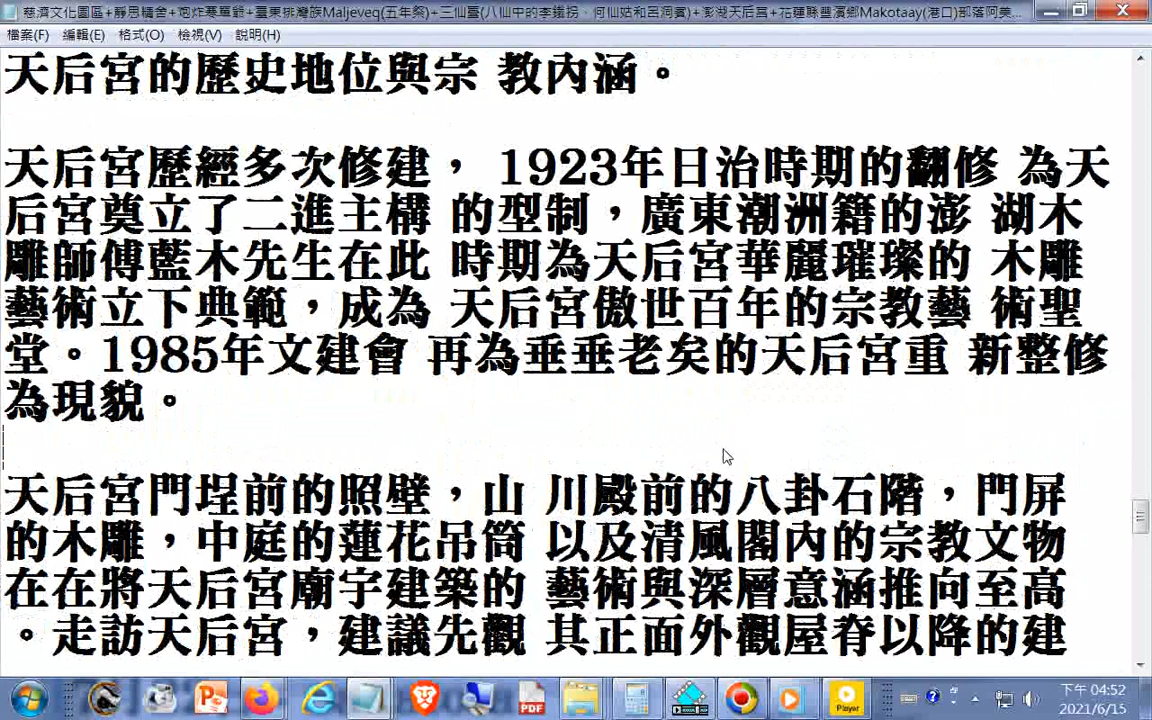 慈濟文化園區+靜思精舍+炮炸寒單爺+臺東排灣族Maljeveq(五年祭)+三仙臺(八仙中的李鐵拐、何仙姑和呂洞賓)+澎湖天后宮+花蓮縣豐濱鄉Makotaay(港口)部落阿美...
檔案(F) 編輯(E) 格式(O) 檢視(V) 說明(H)
天后宮的歷史地位與宗 教內涵。
天后宮歷經多次修建， 1923年日治時期的翻修 為天
后宮奠立了二進主構 的型制，廣東潮洲籍的澎 湖木
雕師傅藍木先生在此 時期為天后宮華麗璀璨的 木雕
藝術立下典範，成為 天后宮傲世百年的宗教藝 術聖
堂。1985年文建會 再為垂垂老矣的天后宮重 新整修
為現貌。
天后宮門埕前的照壁，山 川殿前的八卦石階，門屏
的木雕，中庭的蓮花吊筒 以及清風閣內的宗教文物
在在將天后宮廟宇建築的 藝術與深層意涵推向至高
。走訪天后宮，建議先觀 其正面外觀屋脊以降的建
PDF
Player
下午 04:52
2021/6/15